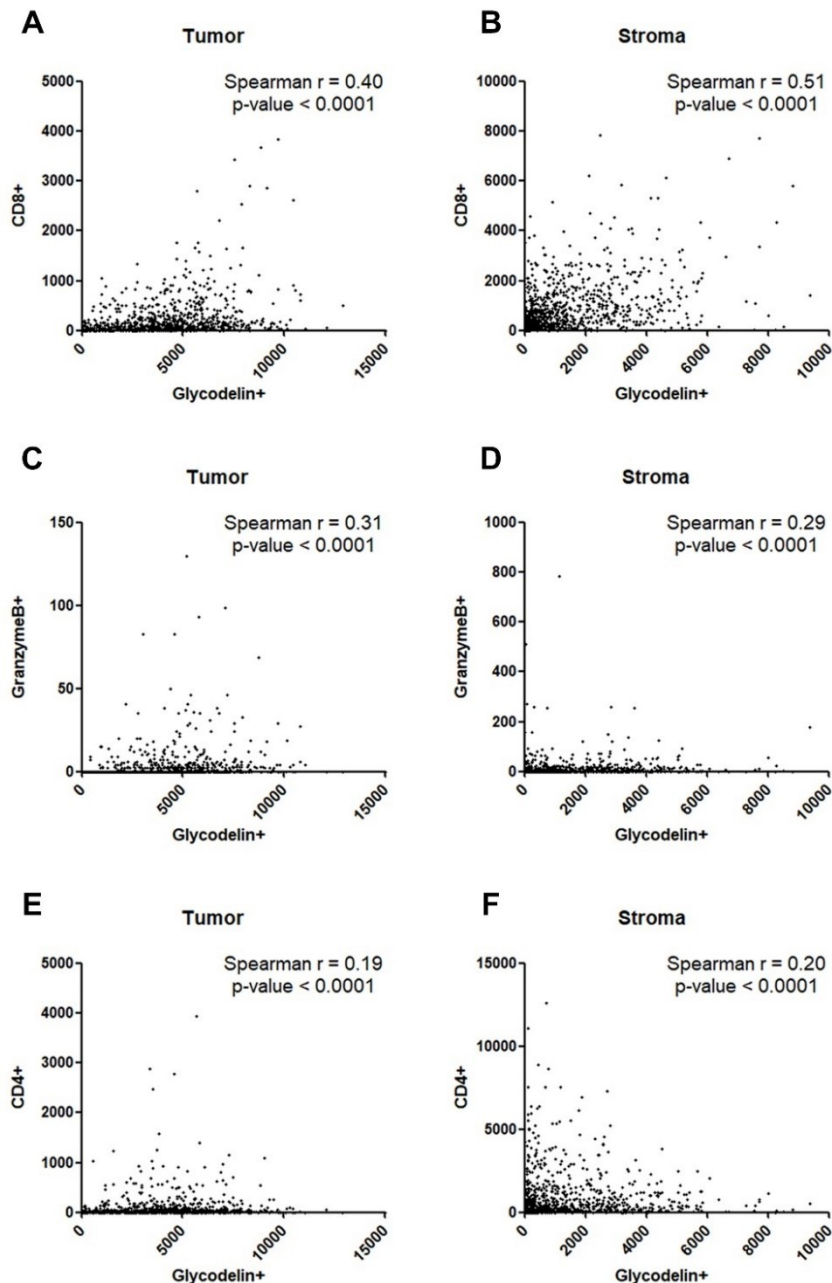 A
Tumor
Spearman r = 0.40
p-value < 0.0001
CD8+
5000
4000
3000
2000
1000
0
0
5000
10000
15000
Glycodelin+
B
Stroma
Spearman r = 0.51
p-value < 0.0001
CD8+
10000
8000
6000
4000
2000
0
0
2000
4000
6000
8000
10000
Glycodelin+
C
Tumor
Spearman r = 0.31
p-value < 0.0001
GranzymeB+
150
100
50
0
0
5000
10000
15000
Glycodelin+
D
Stroma
Spearman r = 0.29
p-value < 0.0001
GranzymeB+
1000
800
600
400
200
0
0
2000
4000
6000
8000
10000
Glycodelin+
E
Tumor
Spearman r = 0.19
p-value < 0.0001
CD4+
5000
4000
3000
2000
1000
0
0
5000
10000
15000
Glycodelin+
F
Stroma
Spearman r = 0.20
p-value < 0.0001
CD4+
15000
10000
5000
0
0
2000
4000
6000
8000
10000
Glycodelin+